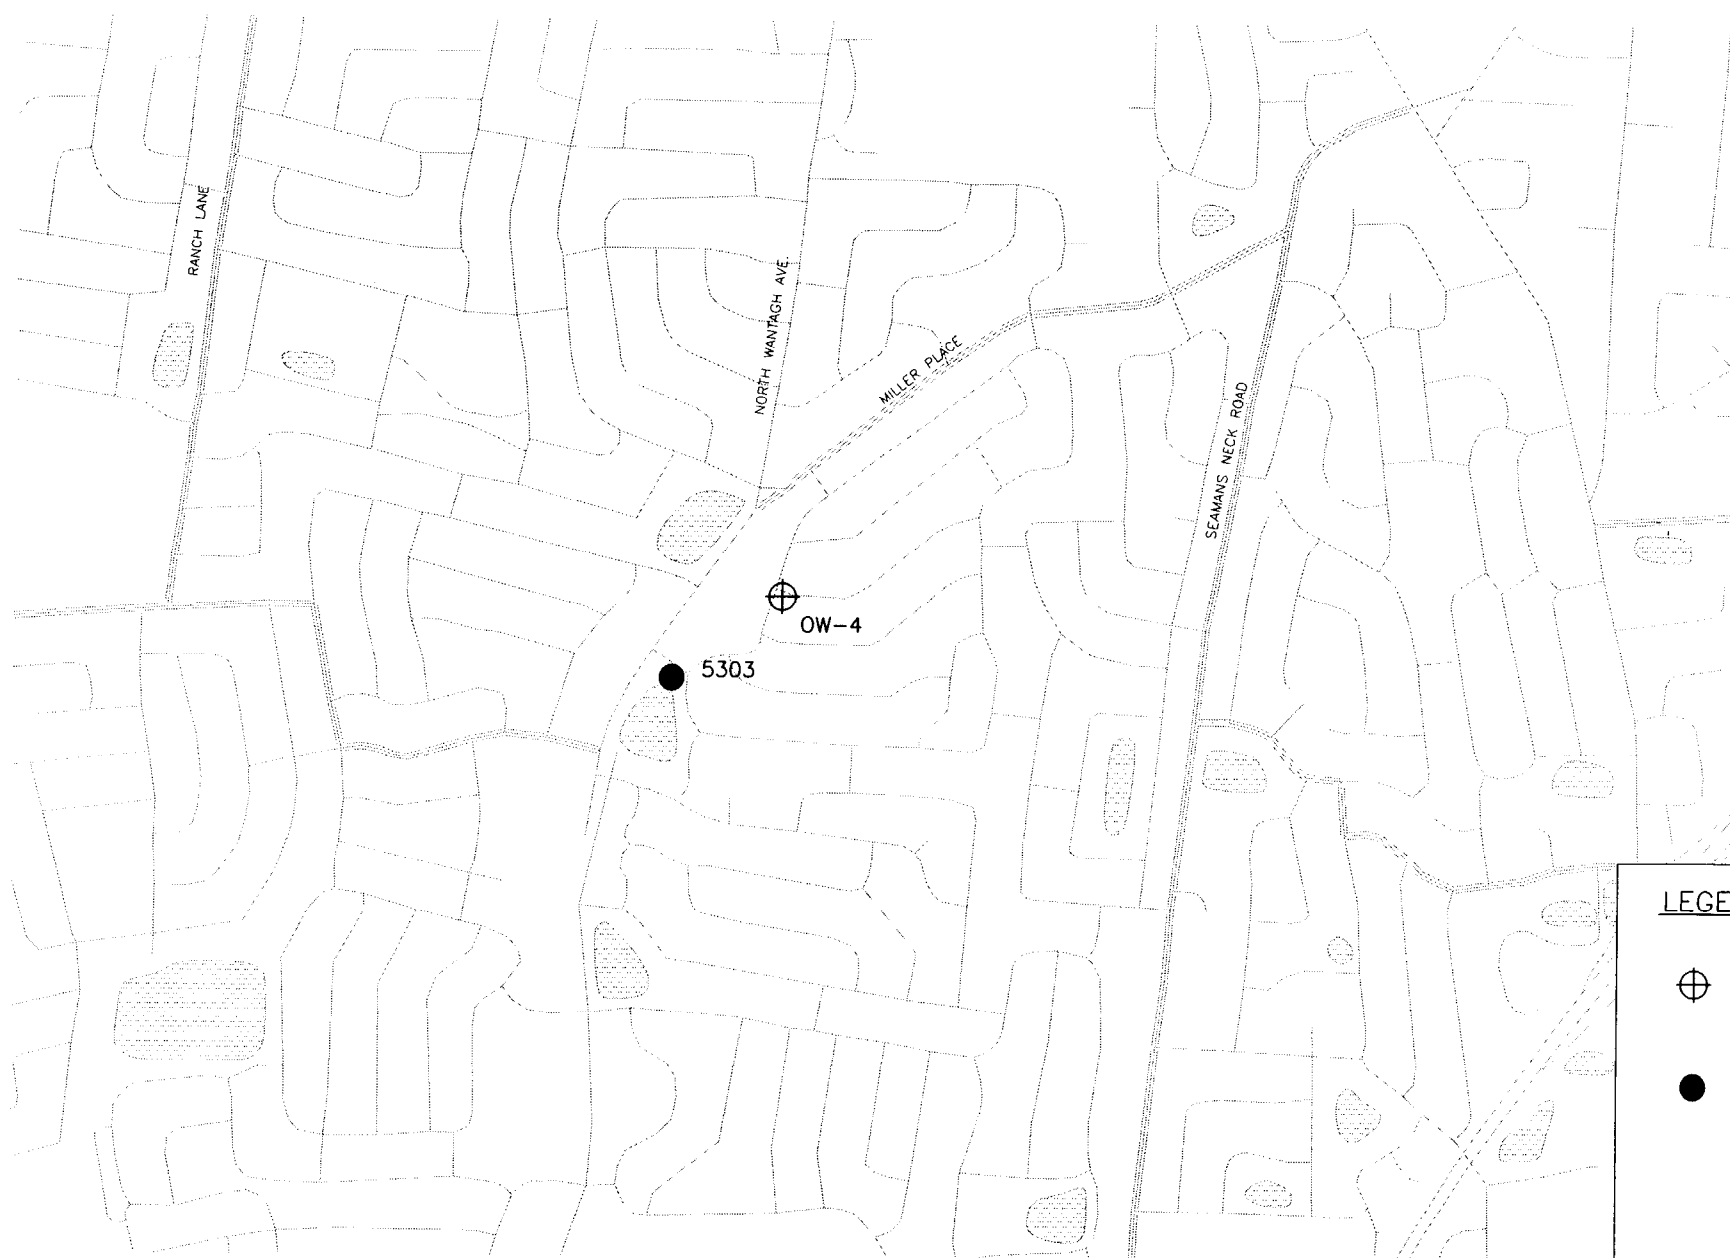 RANCH LANE
NORTH WANTAGH AVE.
MILLER PLACE
SEAMANS NECK ROAD
OW-4
5303
LEGE